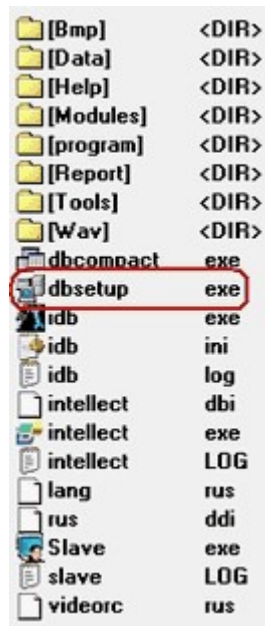 [Bmp] <DIR>
[Data] <DIR>
[Help] <DIR>
[Modules] <DIR>
[program] <DIR>
[Report] <DIR>
[Tools] <DIR>
[Wav] <DIR>
dbcompact exe
dbsetup exe
idb exe
idb ini
idb log
intellect dbi
intellect exe
intellect LOG
lang rus
rus ddi
Slave exe
slave LOG
videorc rus